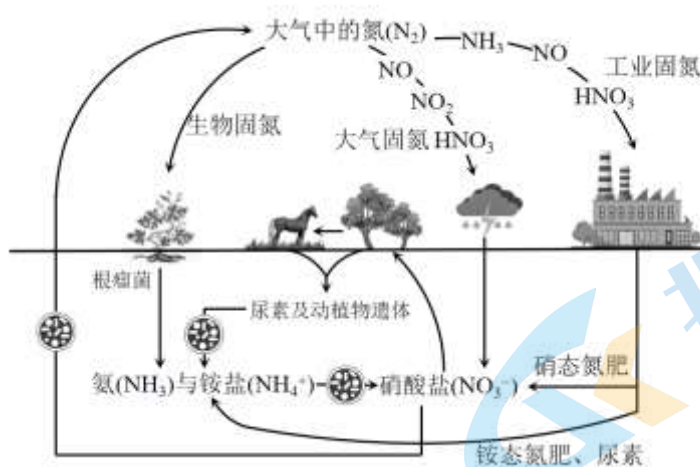 大气中的氮(N₂)
NH₃
NO
HNO₃
工业固氮
NO
NO₂
HNO₃
大气固氮
生物固氮
根瘤菌
尿素及动植物遗体
氨(NH₃)与铵盐(NH₄⁺)
硝酸盐(NO₃⁻)
硝态氮肥
铵态氮肥、尿素